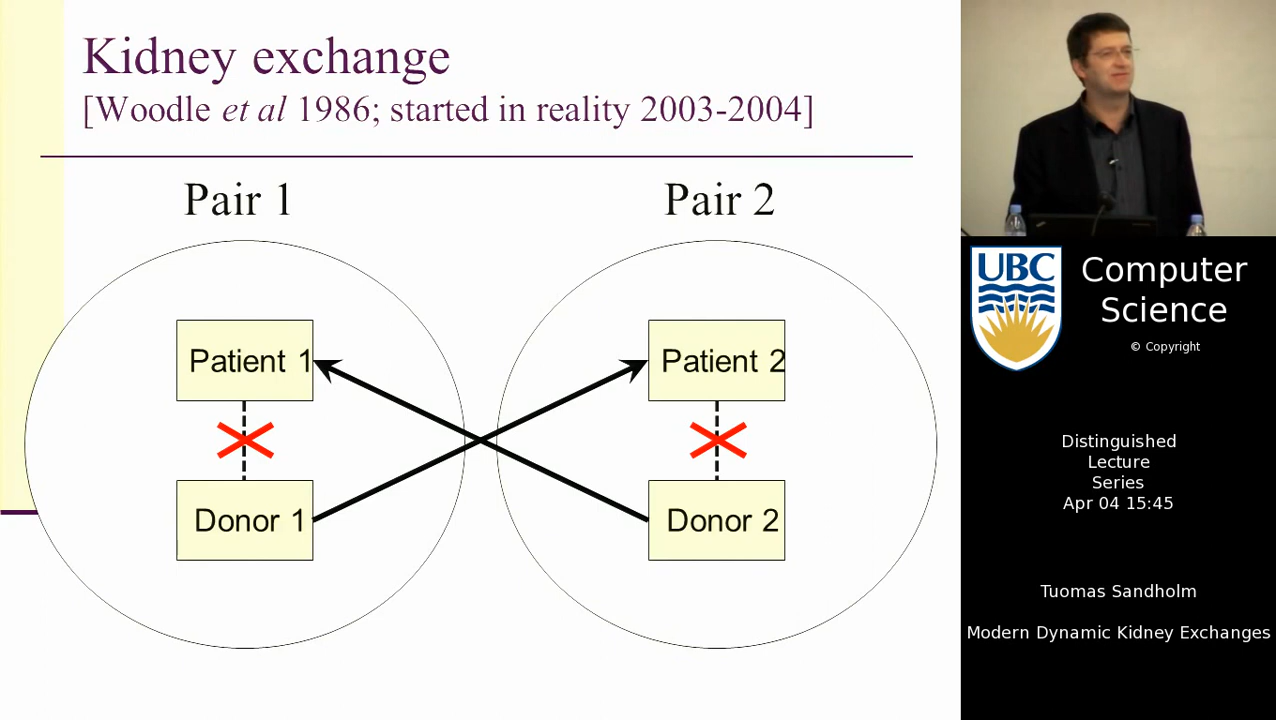 Kidney exchange
[Woodle et al 1986; started in reality 2003-2004]
Pair 1
Pair 2
Patient 1
Patient 2
Donor 1
Donor 2
UBC
Computer
Science
© Copyright
Distinguished
Lecture
Series
Apr 04 15:45
Tuomas Sandholm
Modern Dynamic Kidney Exchanges